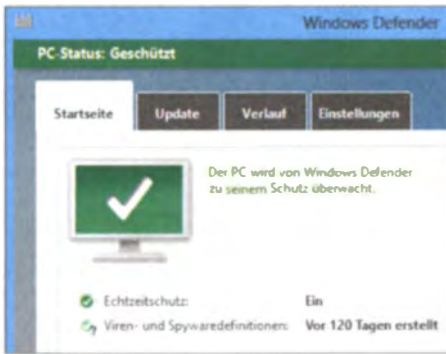 Windows Defender
PC-Status: Geschützt
Startseite Update Verlauf Einstellungen
Der PC wird von Windows Defender
zu seinem Schutz überwacht.
Echtzeitschutz: Ein
Viren- und Spywaredefinitionen: Vor 120 Tagen erstellt